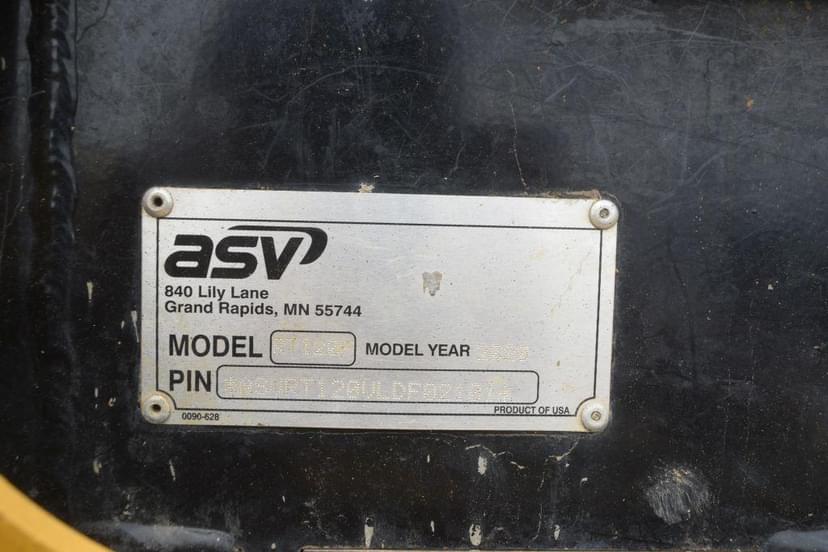 asv
840 Lily Lane
Grand Rapids, MN 55744
MODEL MODEL YEAR
PIN
PRODUCT OF USA
0090-628